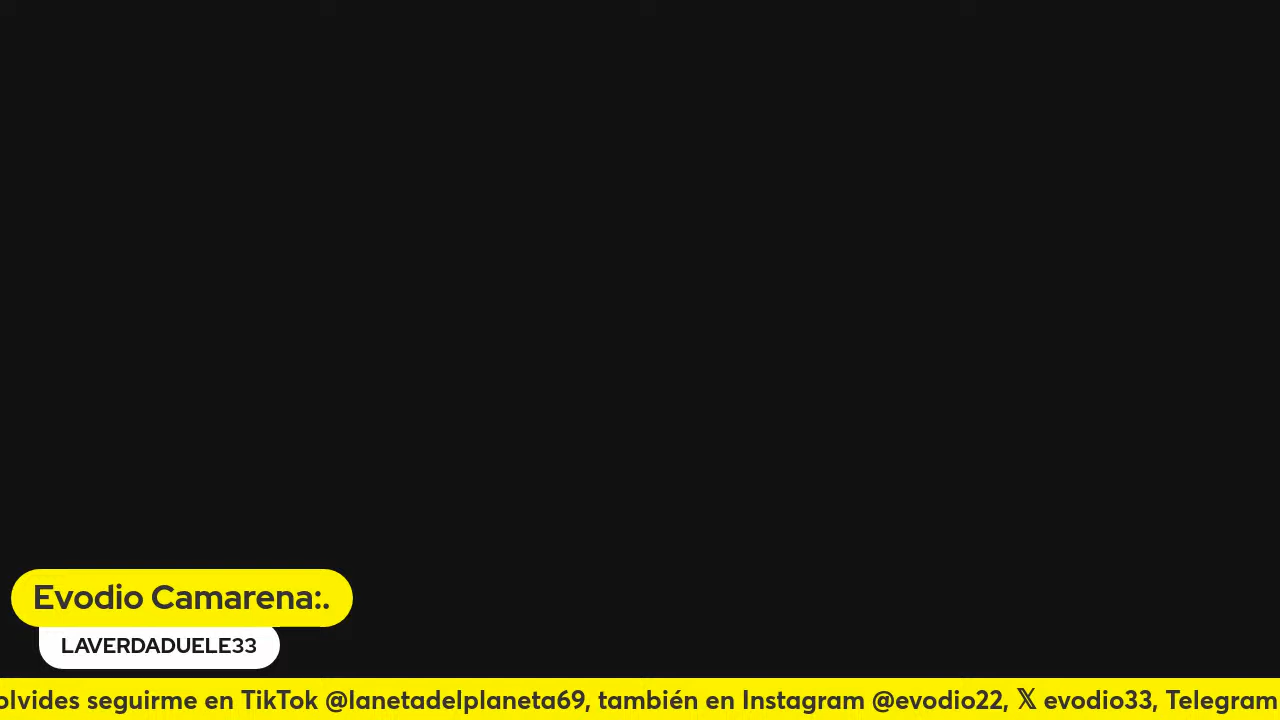 Evodio Camarena:.
LAVERDADUELE33
olvides seguirme en TikTok @lanetadelplaneta69, también en Instagram @evodio22, 𝕏 evodio33, Telegram